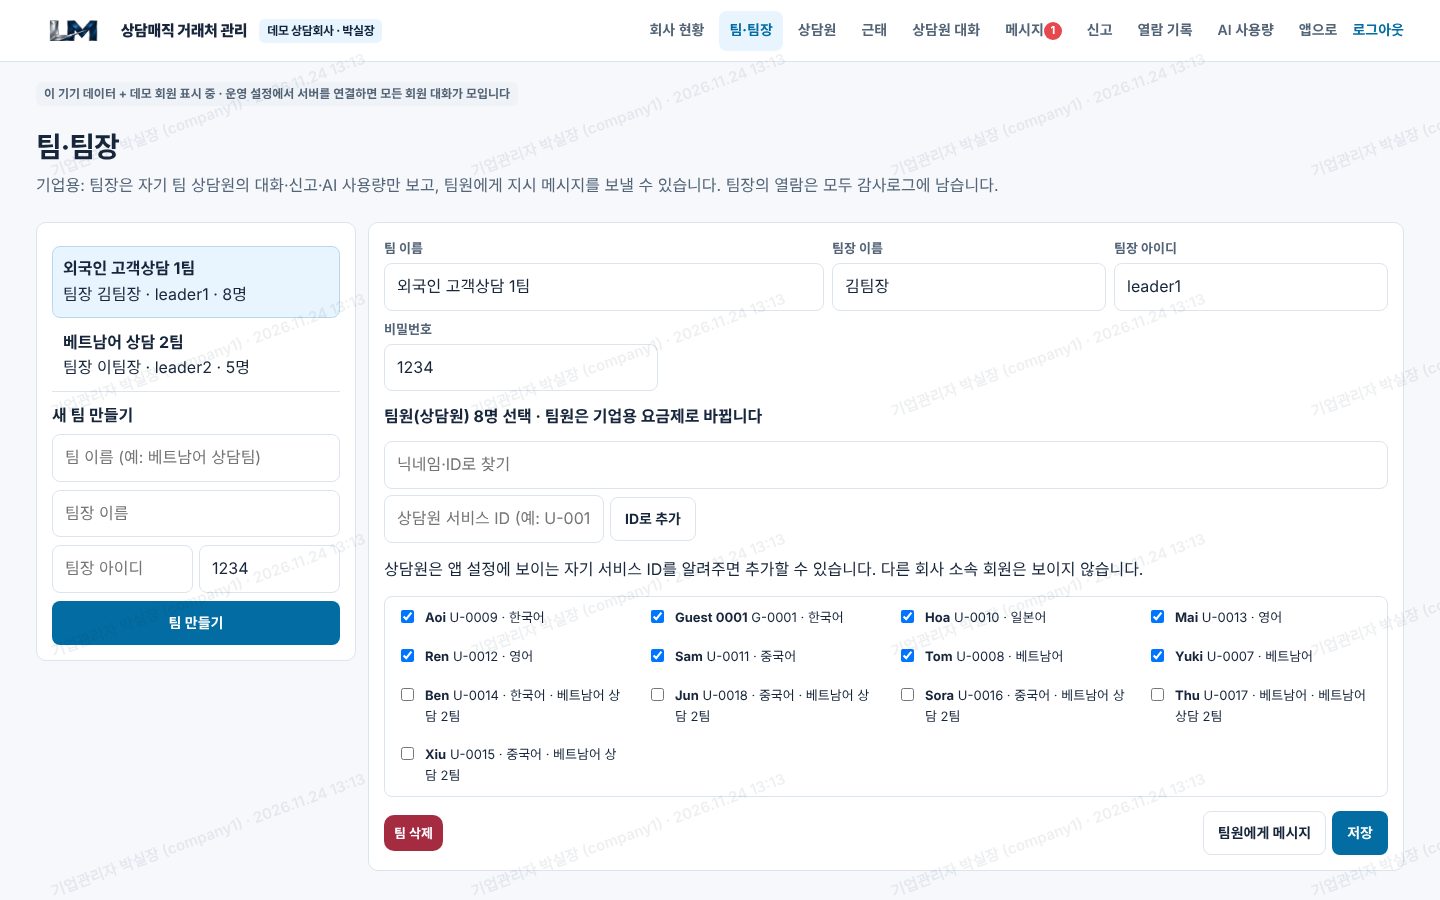 LM
상담매직 거래처 관리
데모 상담회사 · 박실장
회사 현황
팀·팀장
상담원
근태
상담원 대화
메시지 1
신고
열람 기록
AI 사용량
앱으로
로그아웃
이 기기 데이터 + 데모 회원 표시 중 · 운영 설정에서 서버를 연결하면 모든 회원 대화가 모입니다
팀·팀장
기업용: 팀장은 자기 팀 상담원의 대화·신고·AI 사용량만 보고, 팀원에게 지시 메시지를 보낼 수 있습니다. 팀장의 열람은 모두 감사로그에 남습니다.
외국인 고객상담 1팀
팀장 김팀장 · leader1 · 8명
베트남어 상담 2팀
팀장 이팀장 · leader2 · 5명
새 팀 만들기
팀 이름 (예: 베트남어 상담팀)
팀장 이름
팀장 아이디
1234
팀 만들기
팀 이름
외국인 고객상담 1팀
팀장 이름
김팀장
팀장 아이디
leader1
비밀번호
1234
팀원(상담원) 8명 선택 · 팀원은 기업용 요금제로 바뀝니다
닉네임·ID로 찾기
상담원 서비스 ID (예: U-001
ID로 추가
상담원은 앱 설정에 보이는 자기 서비스 ID를 알려주면 추가할 수 있습니다. 다른 회사 소속 회원은 보이지 않습니다.
Aoi U-0009 · 한국어
Guest 0001 G-0001 · 한국어
Hoa U-0010 · 일본어
Mai U-0013 · 영어
Ren U-0012 · 영어
Sam U-0011 · 중국어
Tom U-0008 · 베트남어
Yuki U-0007 · 베트남어
Ben U-0014 · 한국어 · 베트남어 상
담 2팀
Jun U-0018 · 중국어 · 베트남어 상
담 2팀
Sora U-0016 · 중국어 · 베트남어 상
담 2팀
Thu U-0017 · 베트남어 · 베트남어
상담 2팀
Xiu U-0015 · 중국어 · 베트남어 상
담 2팀
팀 삭제
팀원에게 메시지
저장
기업관리자 박실장 (company1) · 2026.11.24 13:13